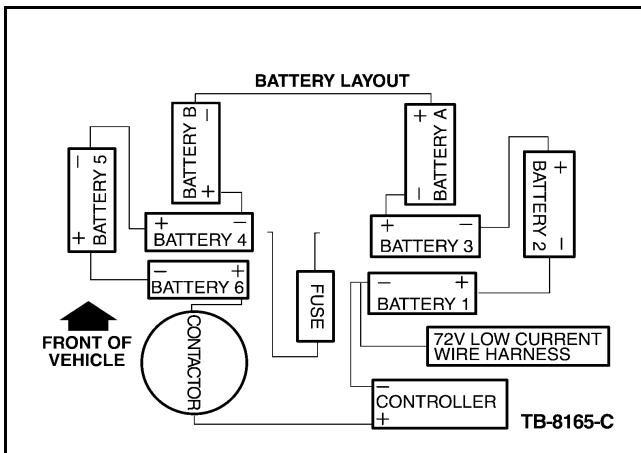 BATTERY LAYOUT
− BATTERY B +
+ BATTERY A −
− BATTERY 5 +
+ BATTERY 2 −
+ −
BATTERY 4
+ −
BATTERY 3
− +
BATTERY 6
− +
BATTERY 1
FUSE
FRONT OF
VEHICLE
CONTACTOR
72V LOW CURRENT
WIRE HARNESS
−
CONTROLLER
+
TB-8165-C